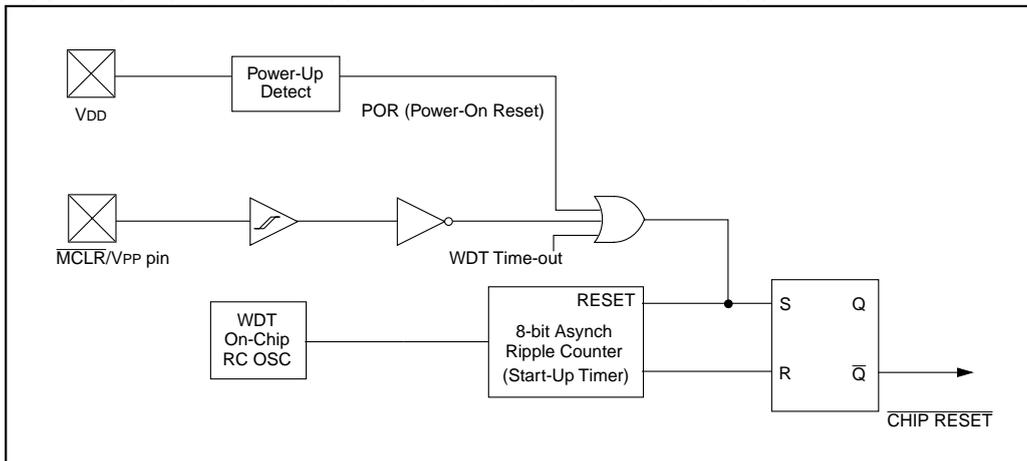 Power-Up
Detect
VDD
POR (Power-On Reset)
MCLR/VPP pin
WDT Time-out
WDT
On-Chip
RC OSC
RESET
8-bit Asynch
Ripple Counter
(Start-Up Timer)
S Q
R Q
CHIP RESET